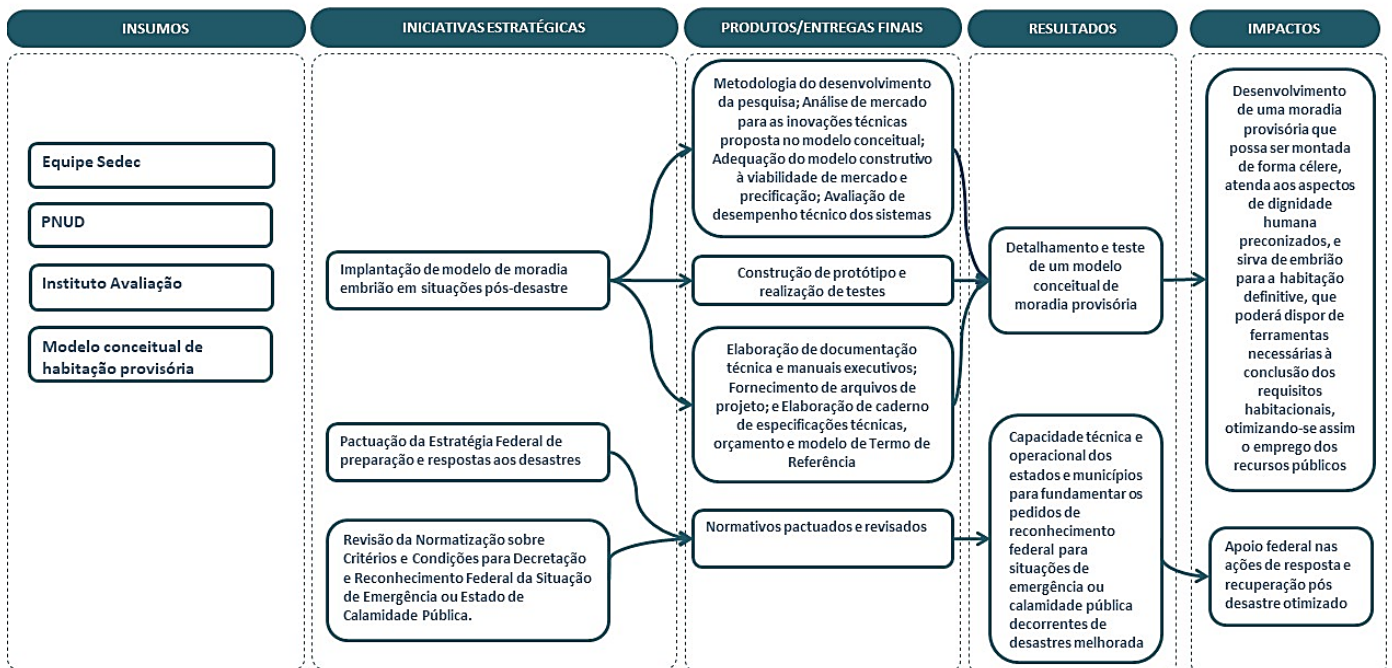 INSUMOS
INICIATIVAS ESTRATÉGICAS
PRODUTOS/ENTREGAS FINAIS
RESULTADOS
IMPACTOS
Equipe Sedec
PNUD
Instituto Avaliação
Modelo conceitual de
habitação provisória
Implantação de modelo de moradia
embrião em situações pós-desastre
Pactuação da Estratégia Federal de
preparação e respostas aos desastres
Revisão da Normatização sobre
Critérios e Condições para Decretação
e Reconhecimento Federal da Situação
de Emergência ou Estado de
Calamidade Pública.
Metodologia do desenvolvimento
da pesquisa; Análise de mercado
para as inovações técnicas
proposta no modelo conceitual;
Adequação do modelo construtivo
à viabilidade de mercado e
precificação; Avaliação de
desempenho técnico dos sistemas
Construção de protótipo e
realização de testes
Elaboração de documentação
técnica e manuais executivos;
Fornecimento de arquivos de
projeto; e Elaboração de caderno
de especificações técnicas,
orçamento e modelo de Termo de
Referência
Normativos pactuados e revisados
Detalhamento e teste
de um modelo
conceitual de
moradia provisória
Capacidade técnica e
operacional dos
estados e municípios
para fundamentar os
pedidos de
reconhecimento
federal para
situações de
emergência ou
calamidade pública
decorrentes de
desastres melhorada
Desenvolvimento
de uma moradia
provisória que
possa ser montada
de forma célere,
atenda aos aspectos
de dignidade
humana
preconizados, e
sirva de embrião
para a habitação
definitive, que
poderá dispor de
ferramentas
necessárias à
conclusão dos
requisitos
habitacionais,
otimizando-se assim
o emprego dos
recursos públicos
Apoio federal nas
ações de resposta e
recuperação pós
desastre otimizado